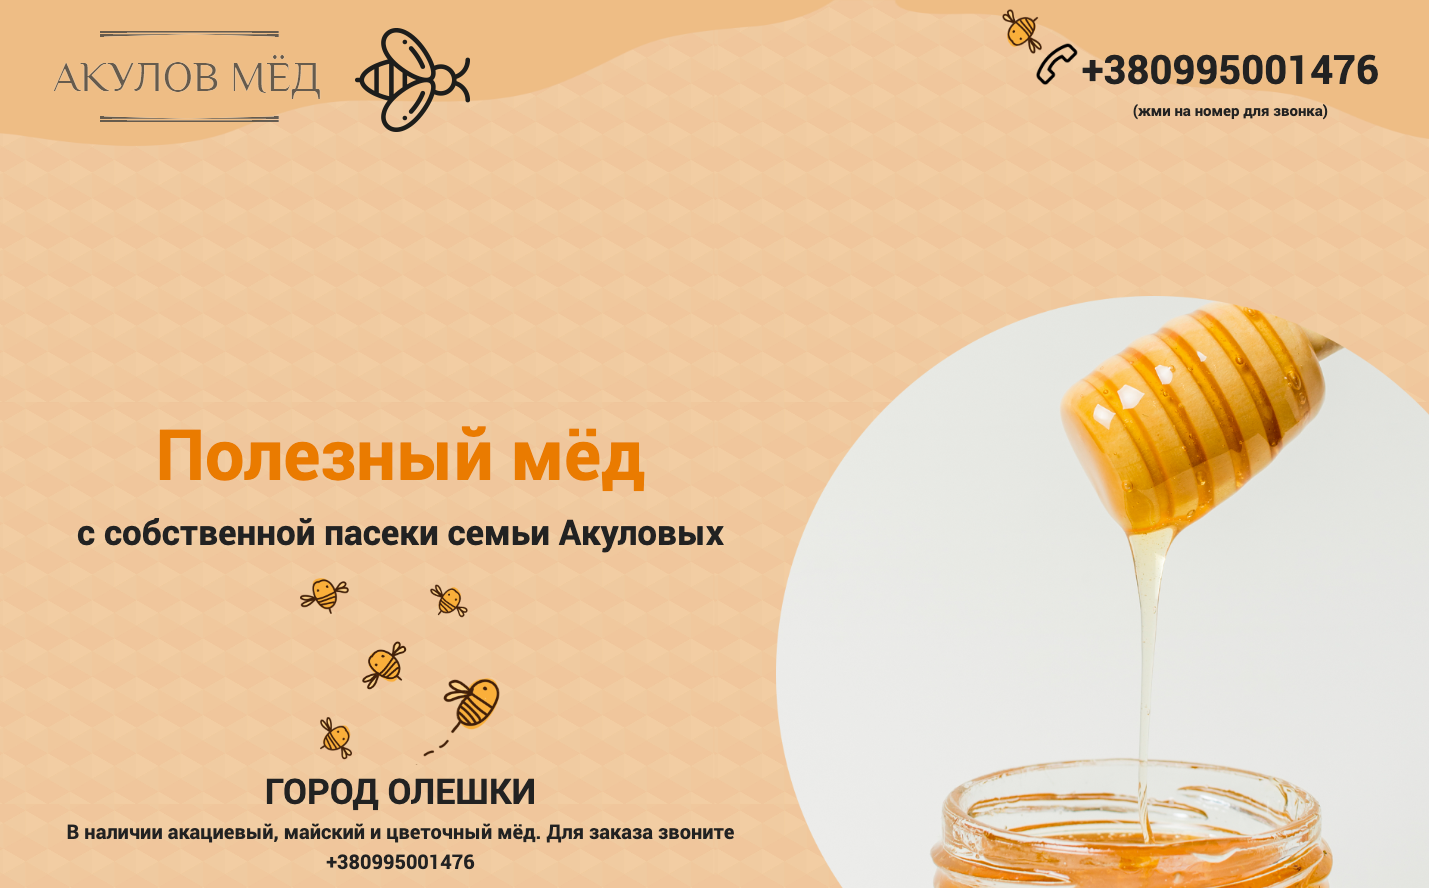 АКУЛОВ МЁД
+380995001476
(жми на номер для звонка)
Полезный мёд
с собственной пасеки семьи Акуловых
ГОРОД ОЛЕШКИ
В наличии акациевый, майский и цветочный мёд. Для заказа звоните
+380995001476